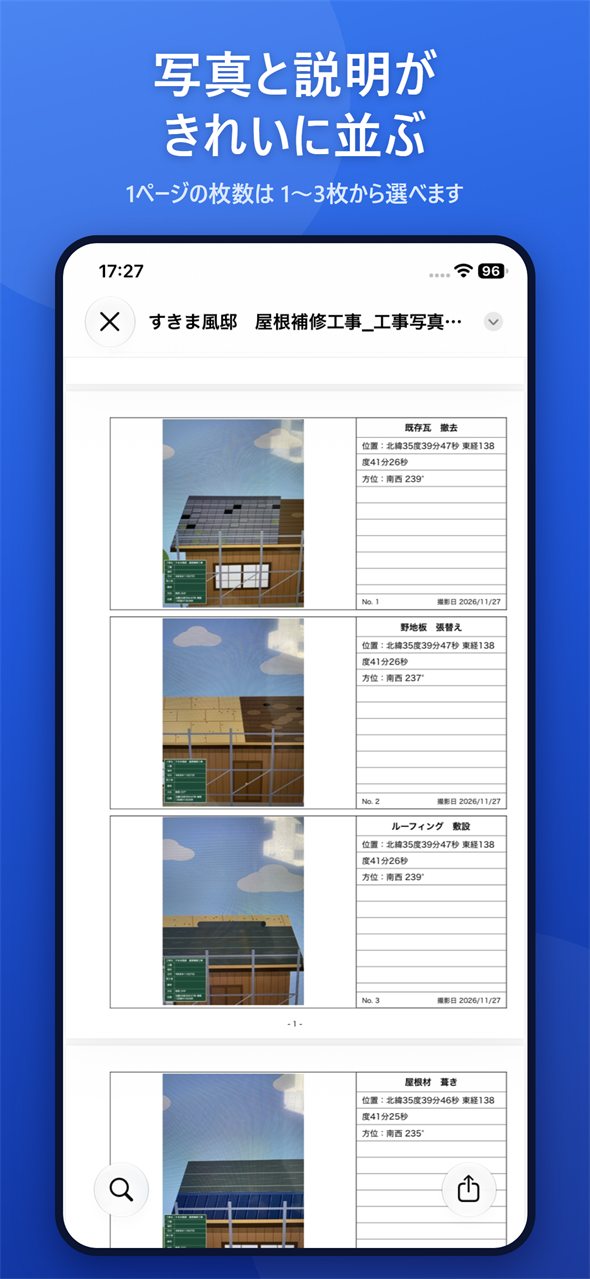 写真と説明が
きれいに並ぶ
1ページの枚数は 1〜3枚から選べます
17:27
96
すきま風邸　屋根補修工事_工事写真…
既存瓦　撤去
位置：北緯35度39分47秒 東経138
度41分26秒
方位：南西 239°
No. 1
撮影日 2026/11/27
野地板　張替え
位置：北緯35度39分47秒 東経138
度41分26秒
方位：南西 237°
No. 2
撮影日 2026/11/27
ルーフィング　敷設
位置：北緯35度39分47秒 東経138
度41分26秒
方位：南西 239°
No. 3
撮影日 2026/11/27
- 1 -
屋根材　葺き
位置：北緯35度39分46秒 東経138
度41分25秒
方位：南西 235°